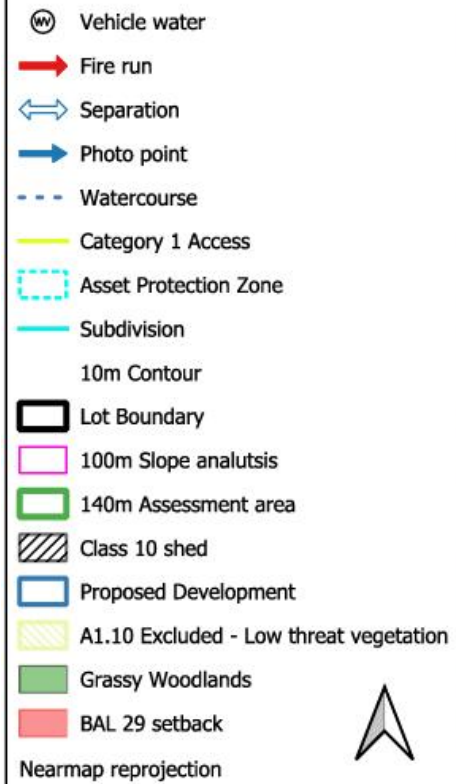 WV Vehicle water
Fire run
Separation
Photo point
Watercourse
Category 1 Access
Asset Protection Zone
Subdivision
10m Contour
Lot Boundary
100m Slope analutsis
140m Assessment area
Class 10 shed
Proposed Development
A1.10 Excluded - Low threat vegetation
Grassy Woodlands
BAL 29 setback
Nearmap reprojection